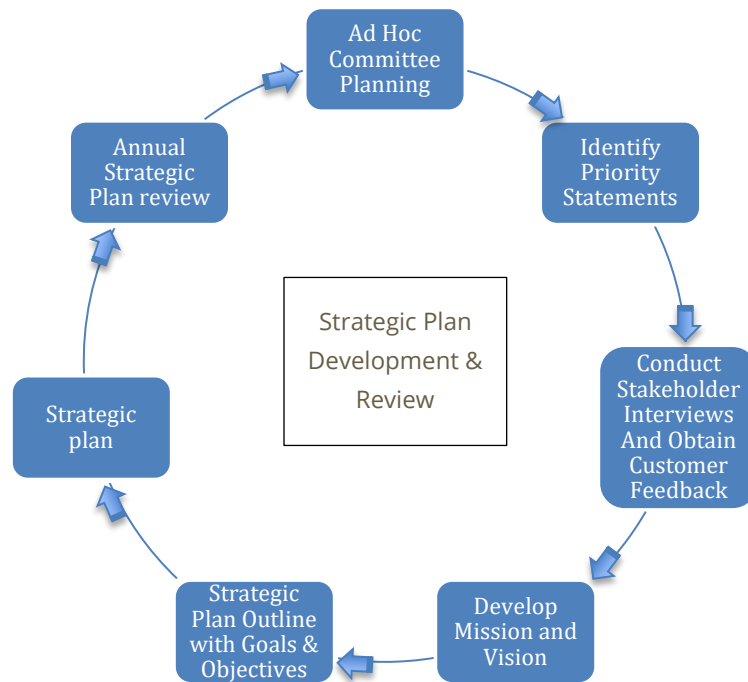 Ad Hoc
Committee
Planning
Identify
Priority
Statements
Conduct
Stakeholder
Interviews
And Obtain
Customer
Feedback
Develop
Mission and
Vision
Strategic
Plan Outline
with Goals &
Objectives
Strategic
plan
Annual
Strategic
Plan review
Strategic Plan
Development &
Review